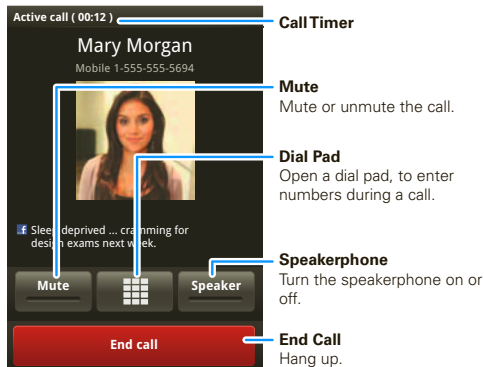 Active call ( 00:12 )
Call Timer
Mary Morgan
Mobile 1-555-555-5694
Mute
Mute or unmute the call.
Dial Pad
Open a dial pad, to enter
numbers during a call.
f Sleep deprived ... cramming for
design exams next week.
Speakerphone
Turn the speakerphone on or
off.
Mute
Speaker
End call
End Call
Hang up.